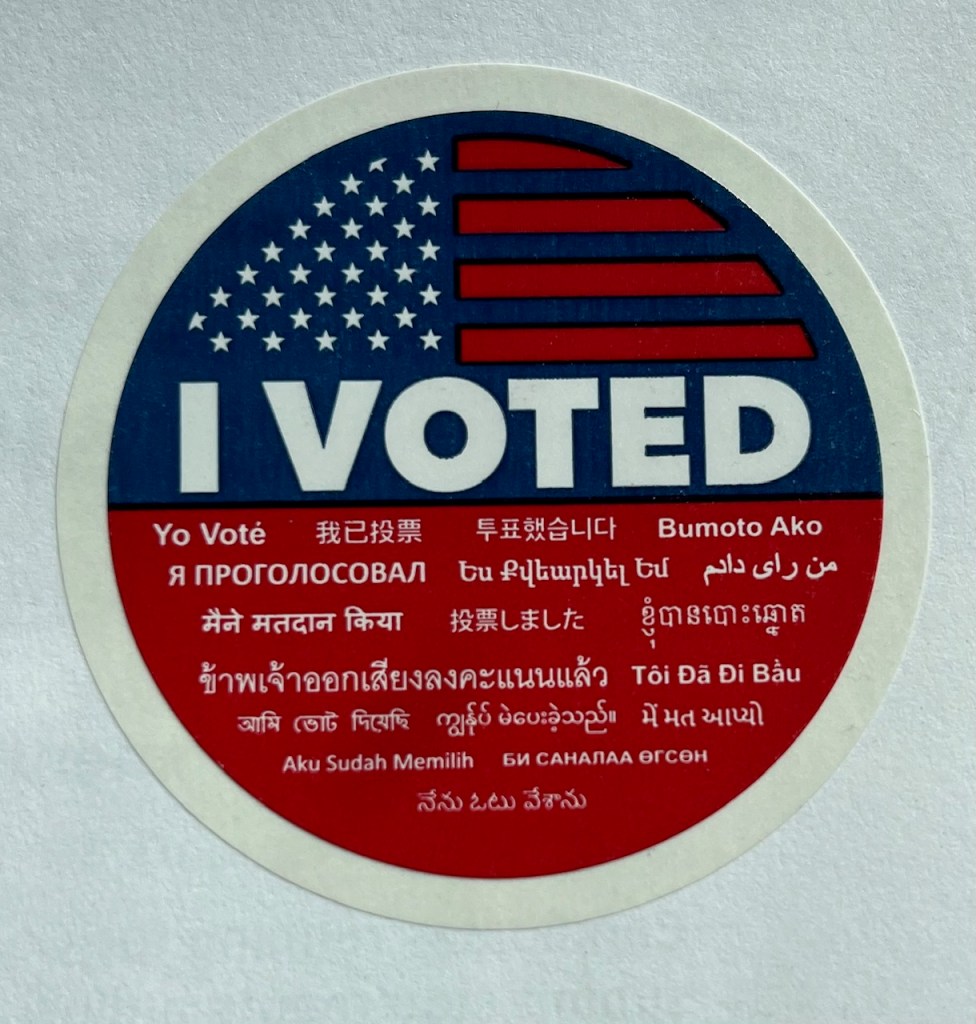 I VOTED
Yo Voté 我已投票 투표했습니다 Bumoto Ako
Я ПРОГОЛОСОВАЛ Ես Քվեարկել Եմ من رای دادم
मैने मतदान किया 投票しました ខ្ញុំបានបោះឆ្នោត
ข้าพเจ้าออกเสียงลงคะแนนแล้ว Tôi Đã Đi Bầu
আমি ভোট দিয়েছি ကျွန်ုပ် မဲပေးခဲ့သည်။ મેં મત આપ્યો
Aku Sudah Memilih БИ САНАЛАА ӨГСӨН
నేను ఓటు వేశాను